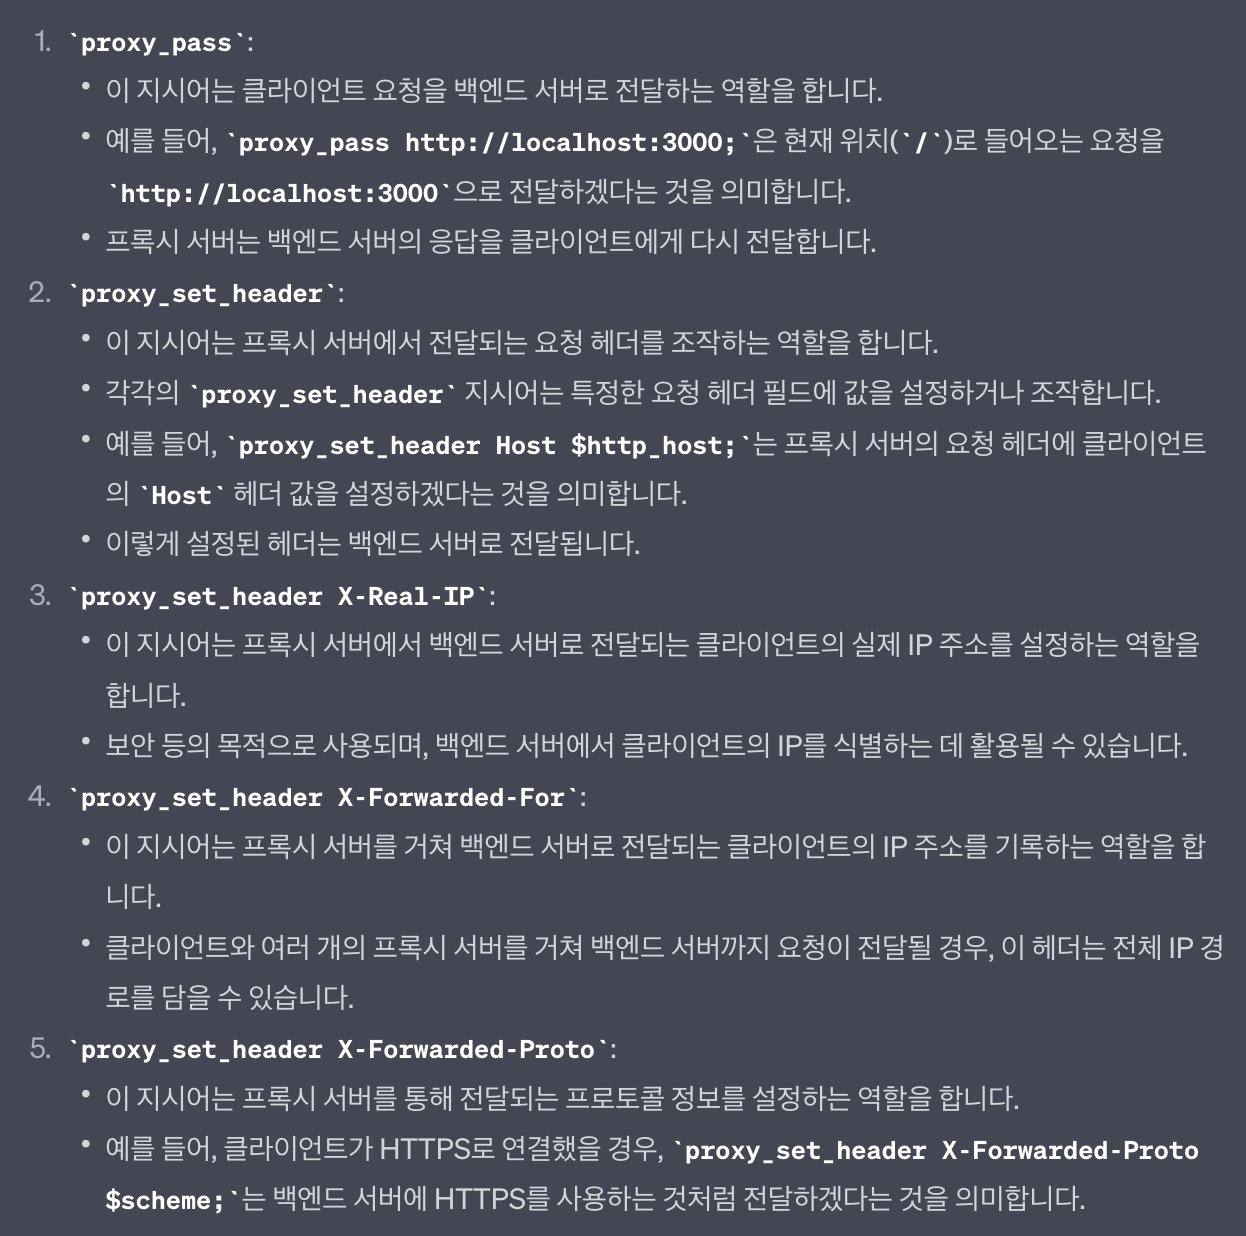 1. `proxy_pass`:
• 이 지시어는 클라이언트 요청을 백엔드 서버로 전달하는 역할을 합니다.
• 예를 들어, `proxy_pass http://localhost:3000;`은 현재 위치(`/`)로 들어오는 요청을
`http://localhost:3000`으로 전달하겠다는 것을 의미합니다.
• 프록시 서버는 백엔드 서버의 응답을 클라이언트에게 다시 전달합니다.
2. `proxy_set_header`:
• 이 지시어는 프록시 서버에서 전달되는 요청 헤더를 조작하는 역할을 합니다.
• 각각의 `proxy_set_header` 지시어는 특정한 요청 헤더 필드에 값을 설정하거나 조작합니다.
• 예를 들어, `proxy_set_header Host $http_host;`는 프록시 서버의 요청 헤더에 클라이언트
의 `Host` 헤더 값을 설정하겠다는 것을 의미합니다.
• 이렇게 설정된 헤더는 백엔드 서버로 전달됩니다.
3. `proxy_set_header X-Real-IP`:
• 이 지시어는 프록시 서버에서 백엔드 서버로 전달되는 클라이언트의 실제 IP 주소를 설정하는 역할을
합니다.
• 보안 등의 목적으로 사용되며, 백엔드 서버에서 클라이언트의 IP를 식별하는 데 활용될 수 있습니다.
4. `proxy_set_header X-Forwarded-For`:
• 이 지시어는 프록시 서버를 거쳐 백엔드 서버로 전달되는 클라이언트의 IP 주소를 기록하는 역할을 합
니다.
• 클라이언트와 여러 개의 프록시 서버를 거쳐 백엔드 서버까지 요청이 전달될 경우, 이 헤더는 전체 IP 경
로를 담을 수 있습니다.
5. `proxy_set_header X-Forwarded-Proto`:
• 이 지시어는 프록시 서버를 통해 전달되는 프로토콜 정보를 설정하는 역할을 합니다.
• 예를 들어, 클라이언트가 HTTPS로 연결했을 경우, `proxy_set_header X-Forwarded-Proto
$scheme;`는 백엔드 서버에 HTTPS를 사용하는 것처럼 전달하겠다는 것을 의미합니다.